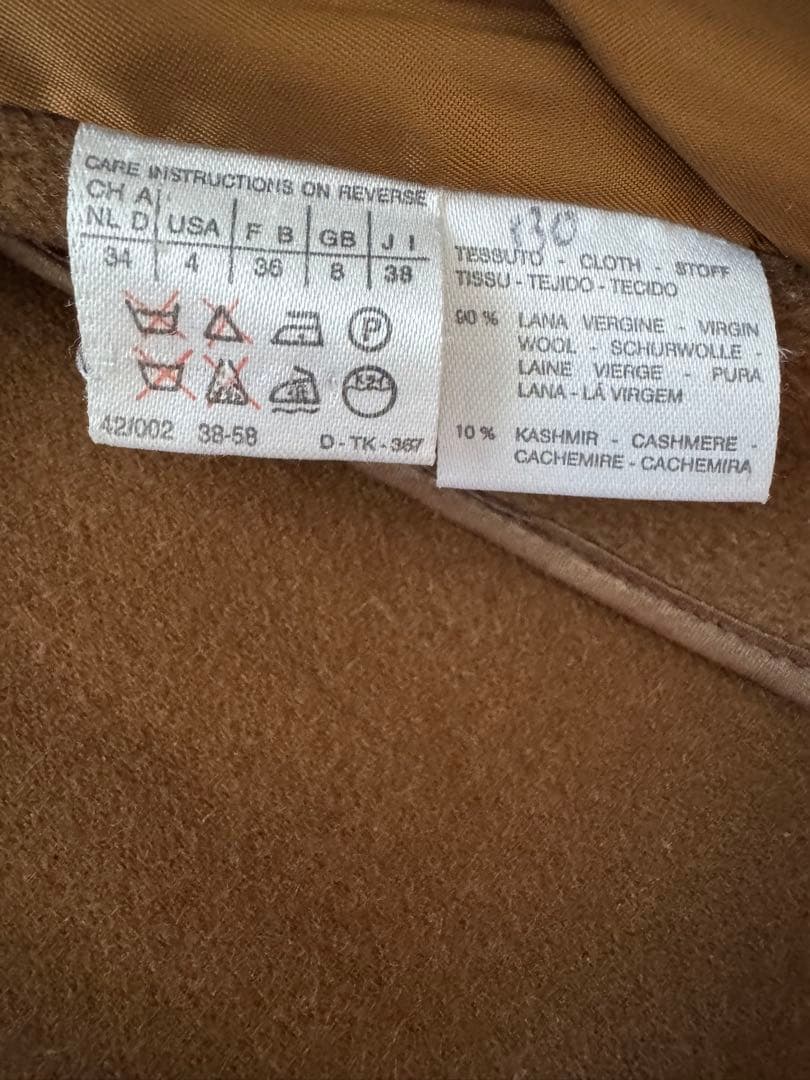 CARE INSTRUCTIONS ON REVERSE
CH A
NL D USA F B GB J I
34 4 36 8 38
P
K21
42/002 38-58 D-TK-367
130
TESSUTO - CLOTH - STOFF
TISSU - TEJIDO - TECIDO
90 % LANA VERGINE - VIRGIN
WOOL - SCHURWOLLE -
LAINE VIERGE - PURA
LANA - LÃ VIRGEM
10 % KASHMIR - CASHMERE -
CACHEMIRE - CACHEMIRA